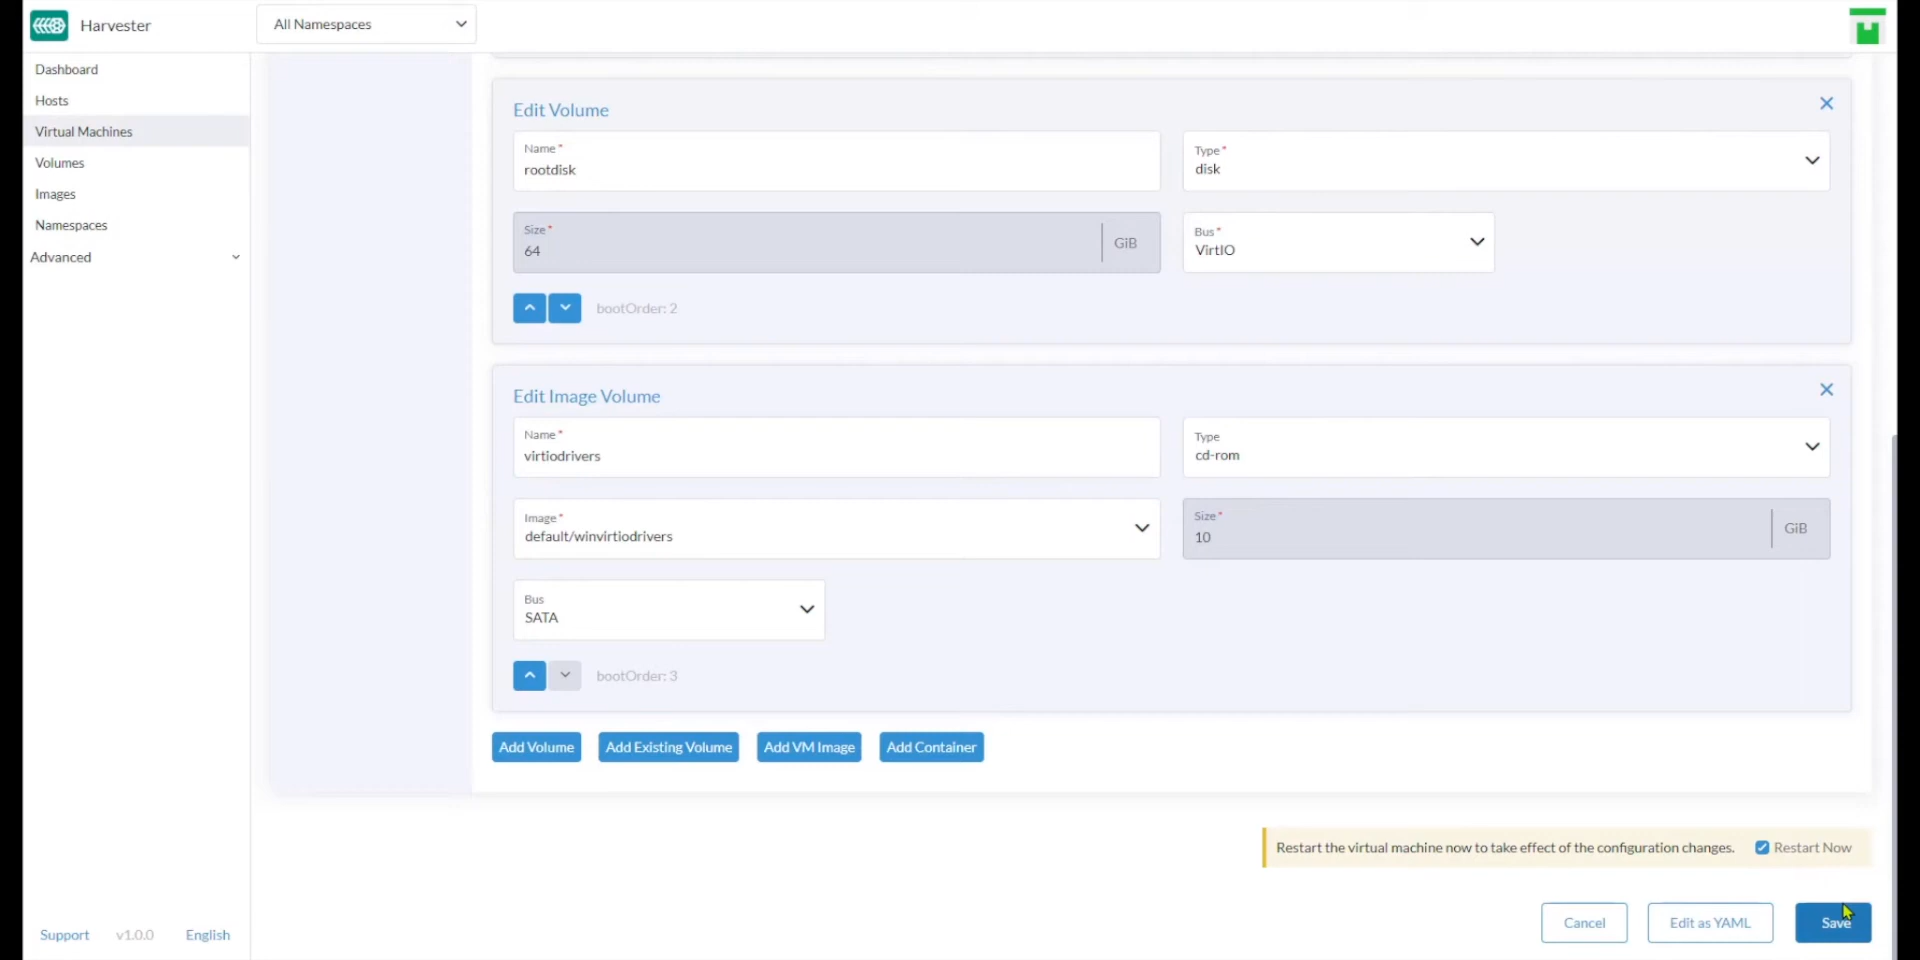 Harvester
All Namespaces
Dashboard
Hosts
Virtual Machines
Volumes
Images
Namespaces
Advanced
Edit Volume
Name*
rootdisk
Type*
disk
Size*
64
GiB
Bus*
VirtIO
bootOrder: 2
Edit Image Volume
Name*
virtiodrivers
Type
cd-rom
Image*
default/winvirtiodrivers
Size*
10
GiB
Bus
SATA
bootOrder: 3
Add Volume
Add Existing Volume
Add VM Image
Add Container
Restart the virtual machine now to take effect of the configuration changes.
Restart Now
Cancel
Edit as YAML
Save
Support
v1.0.0
English